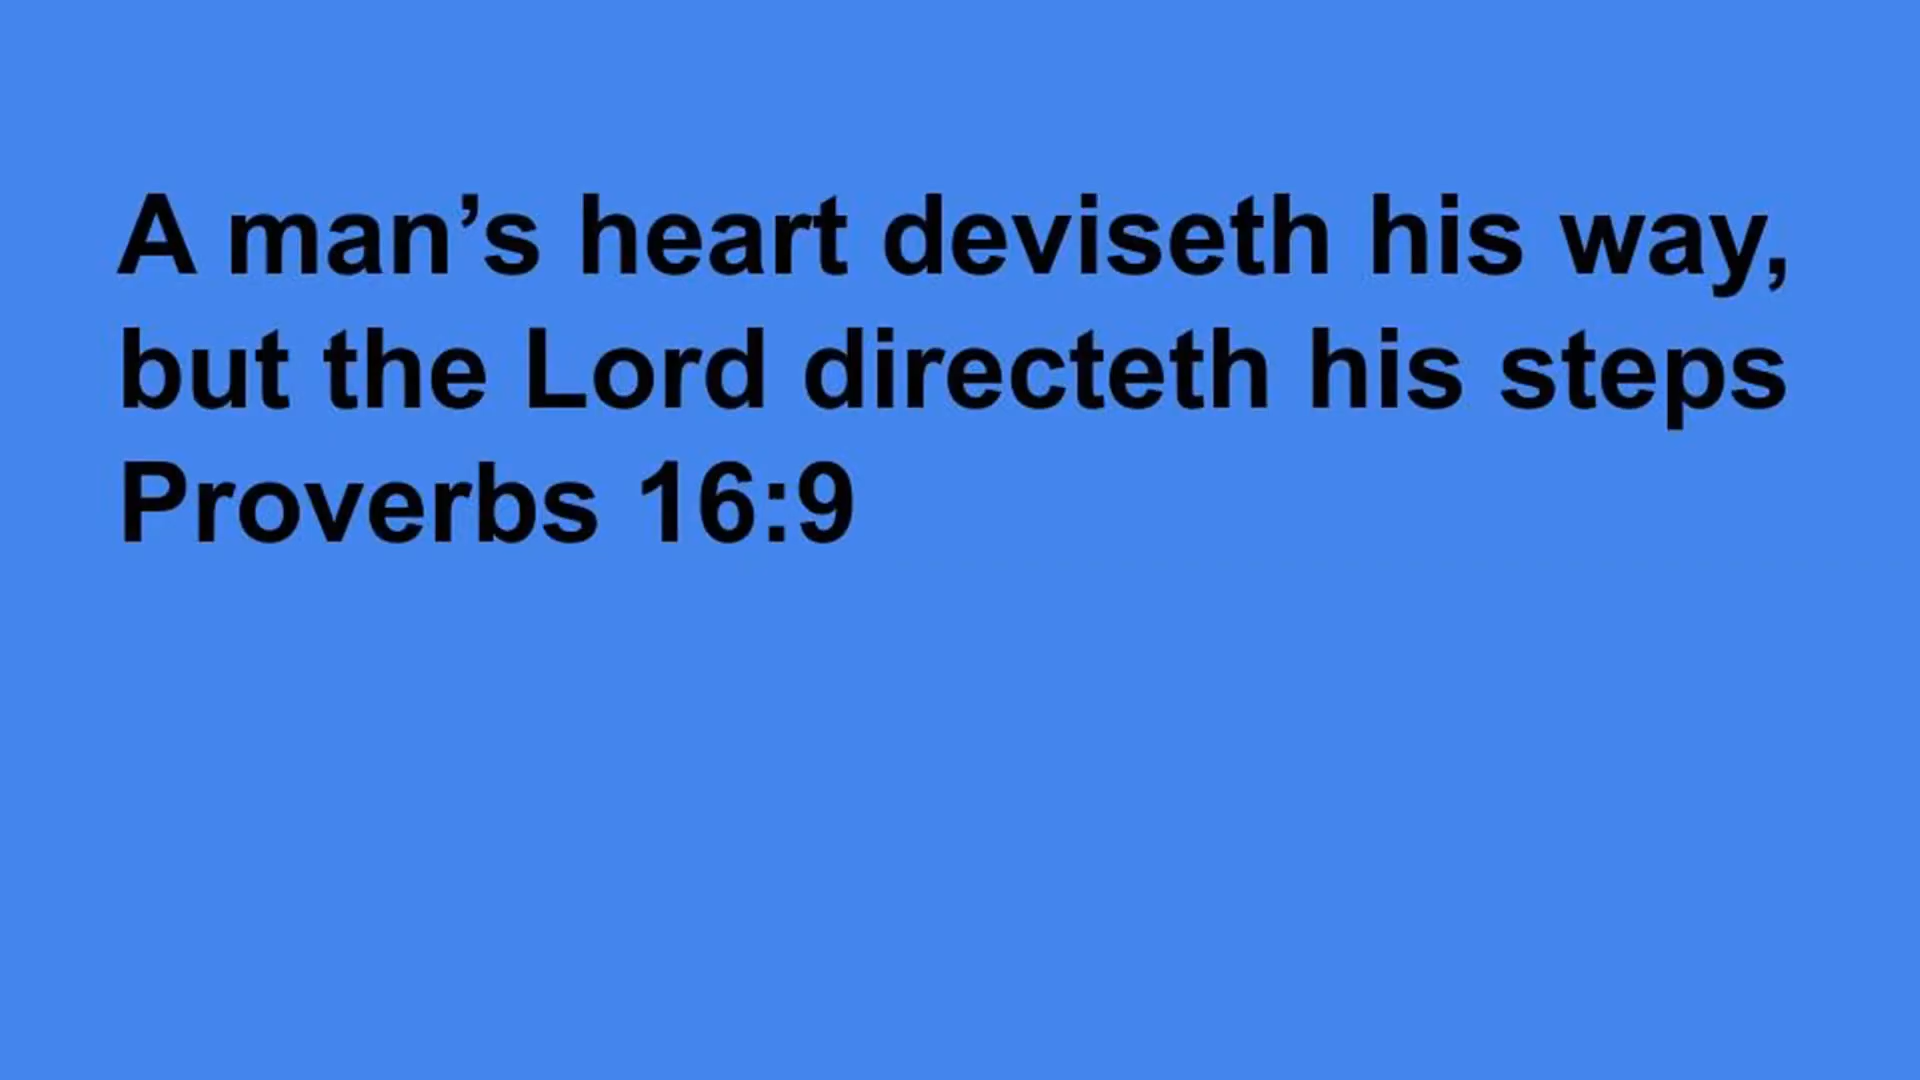 A man’s heart deviseth his way,
but the Lord directeth his steps
Proverbs 16:9